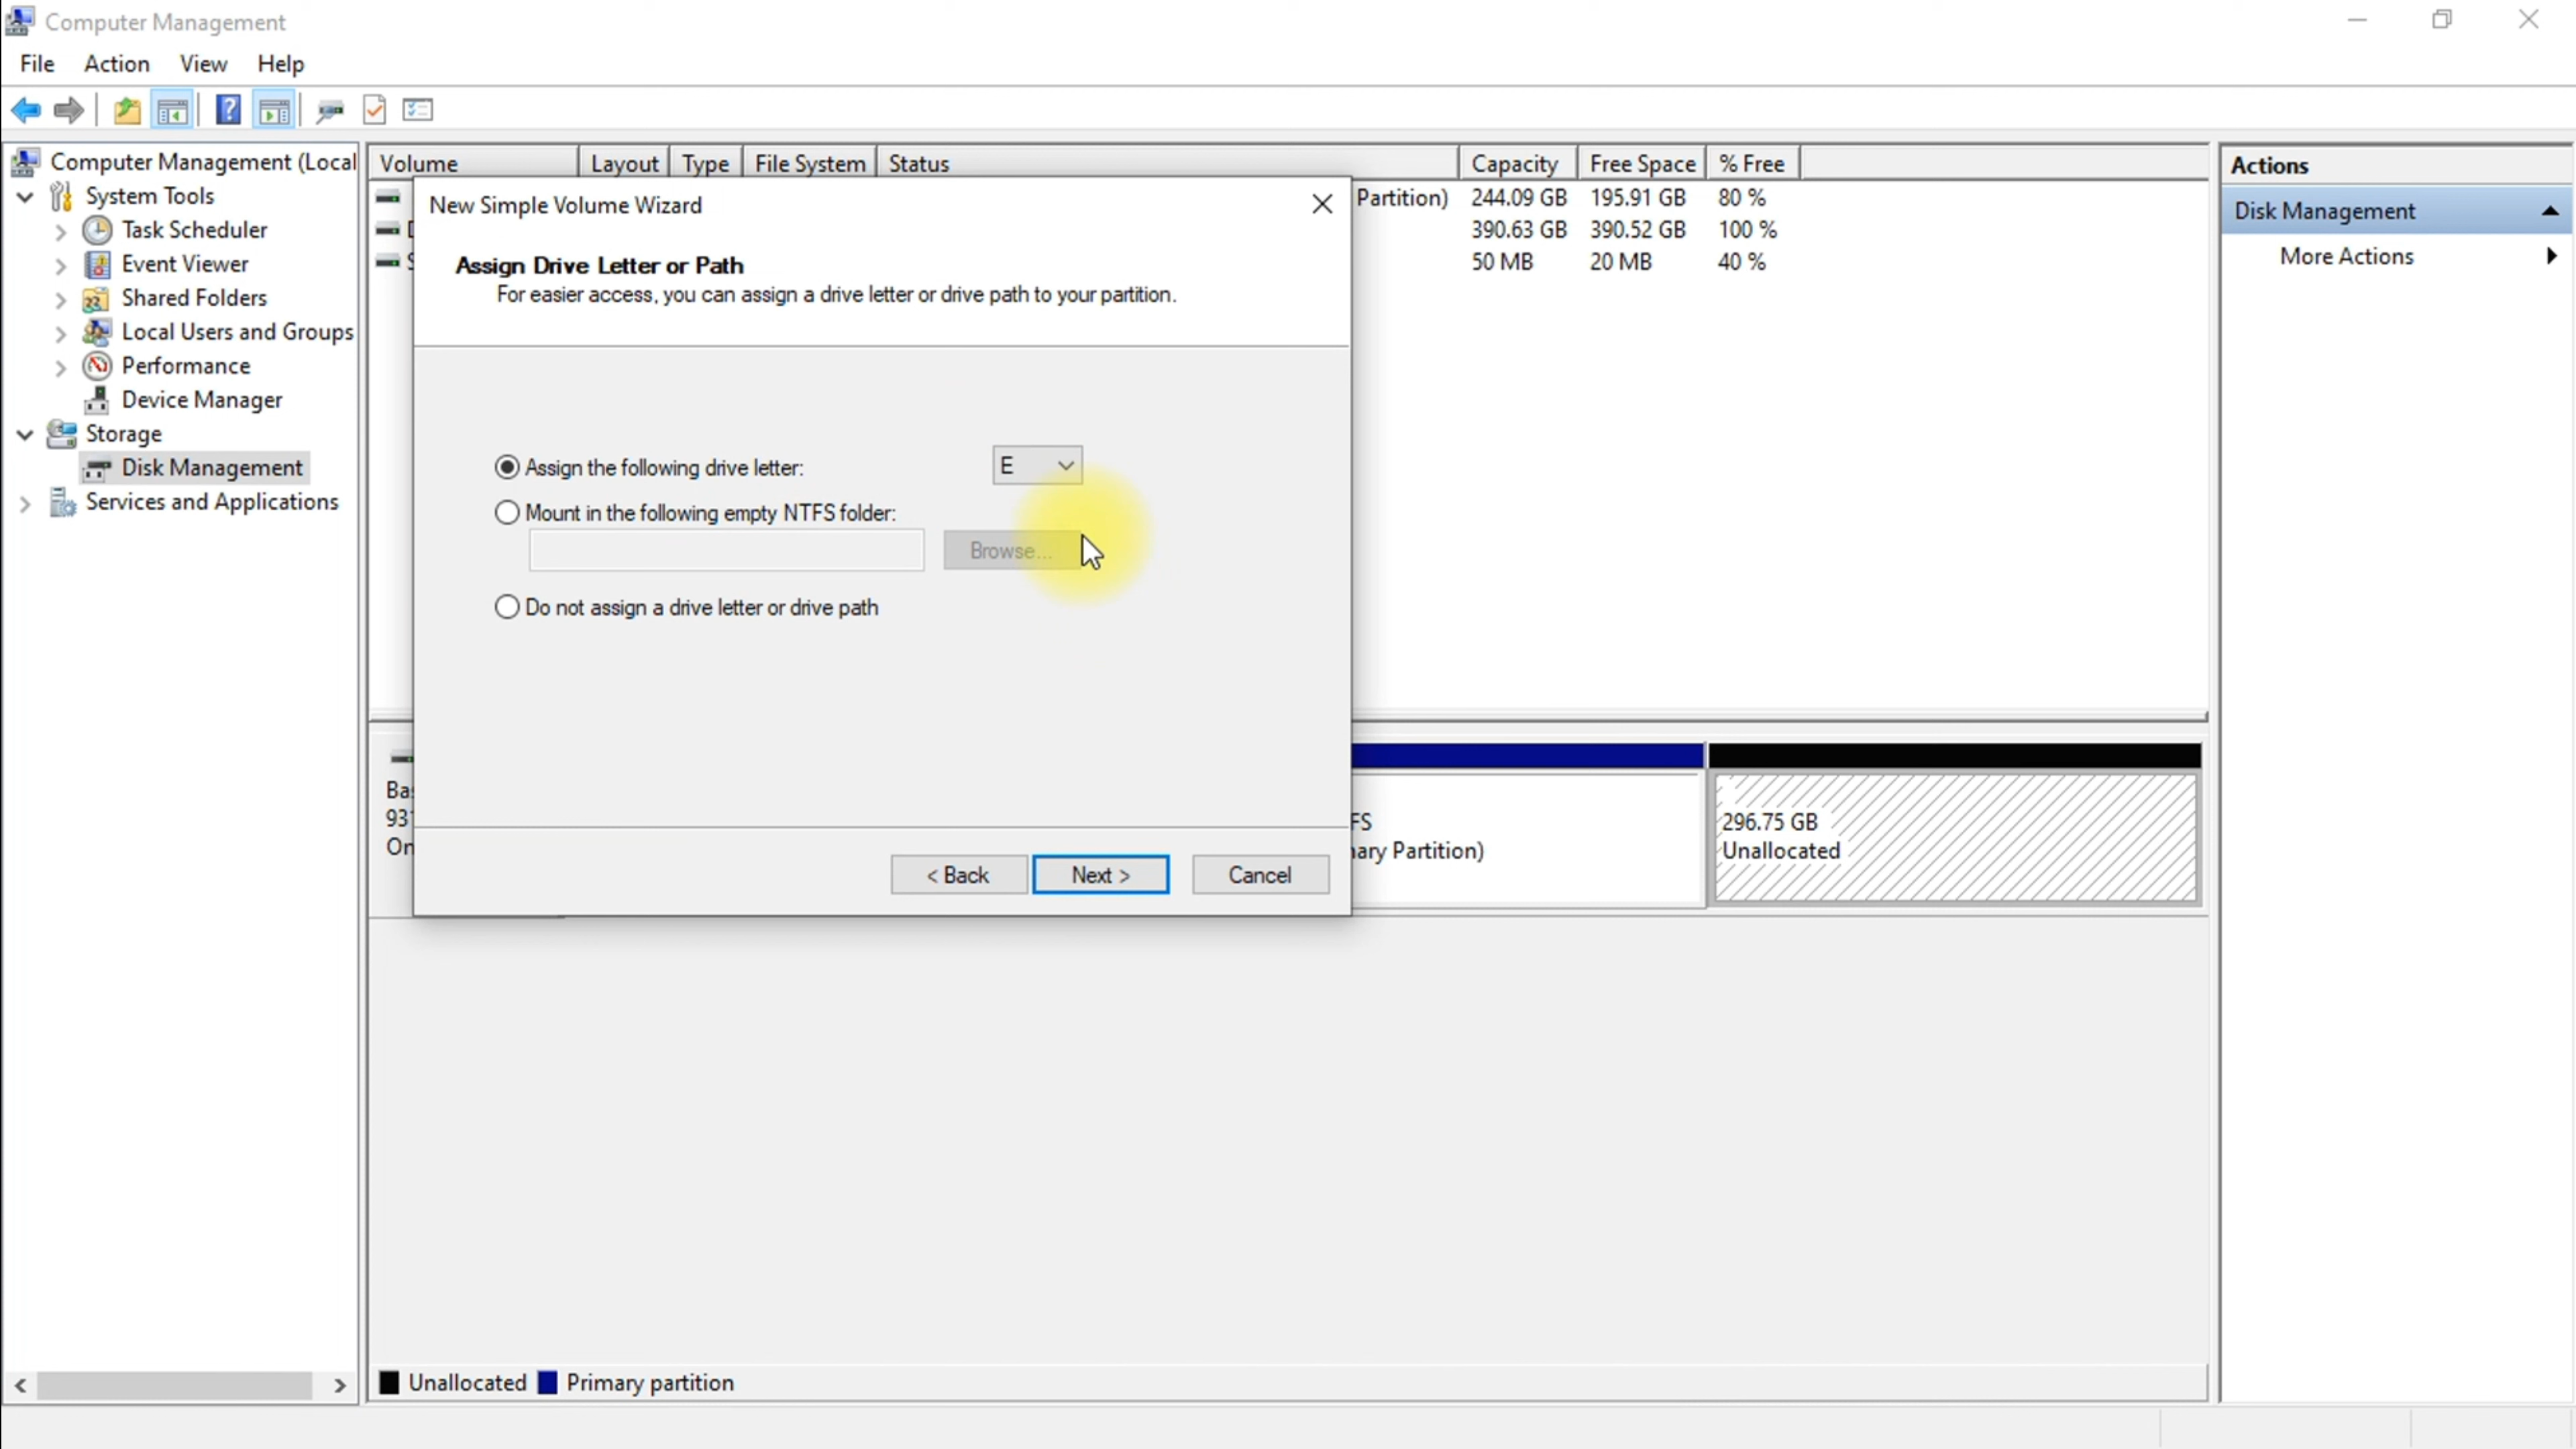 Computer Management
File Action View Help
Computer Management (Local
System Tools
Task Scheduler
Event Viewer
Shared Folders
Local Users and Groups
Performance
Device Manager
Storage
Disk Management
Services and Applications
Volume Layout Type File System Status Capacity Free Space % Free
Partition) 244.09 GB 195.91 GB 80 %
390.63 GB 390.52 GB 100 %
50 MB 20 MB 40 %
New Simple Volume Wizard
Assign Drive Letter or Path
For easier access, you can assign a drive letter or drive path to your partition.
Assign the following drive letter: E
Mount in the following empty NTFS folder:
Browse...
Do not assign a drive letter or drive path
< Back Next > Cancel
FS
Partition)
296.75 GB
Unallocated
Unallocated Primary partition
Actions
Disk Management
More Actions